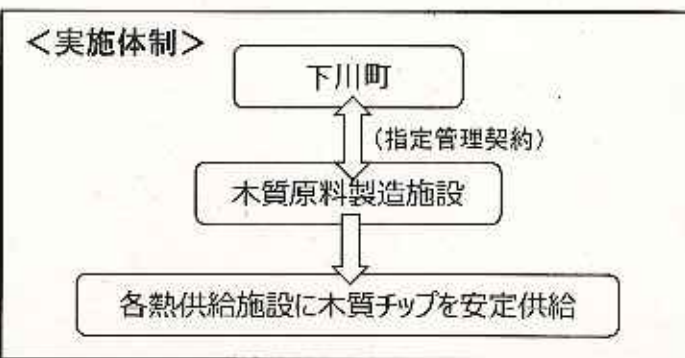 ＜実施体制＞
下川町
（指定管理契約）
木質原料製造施設
各熱供給施設に木質チップを安定供給